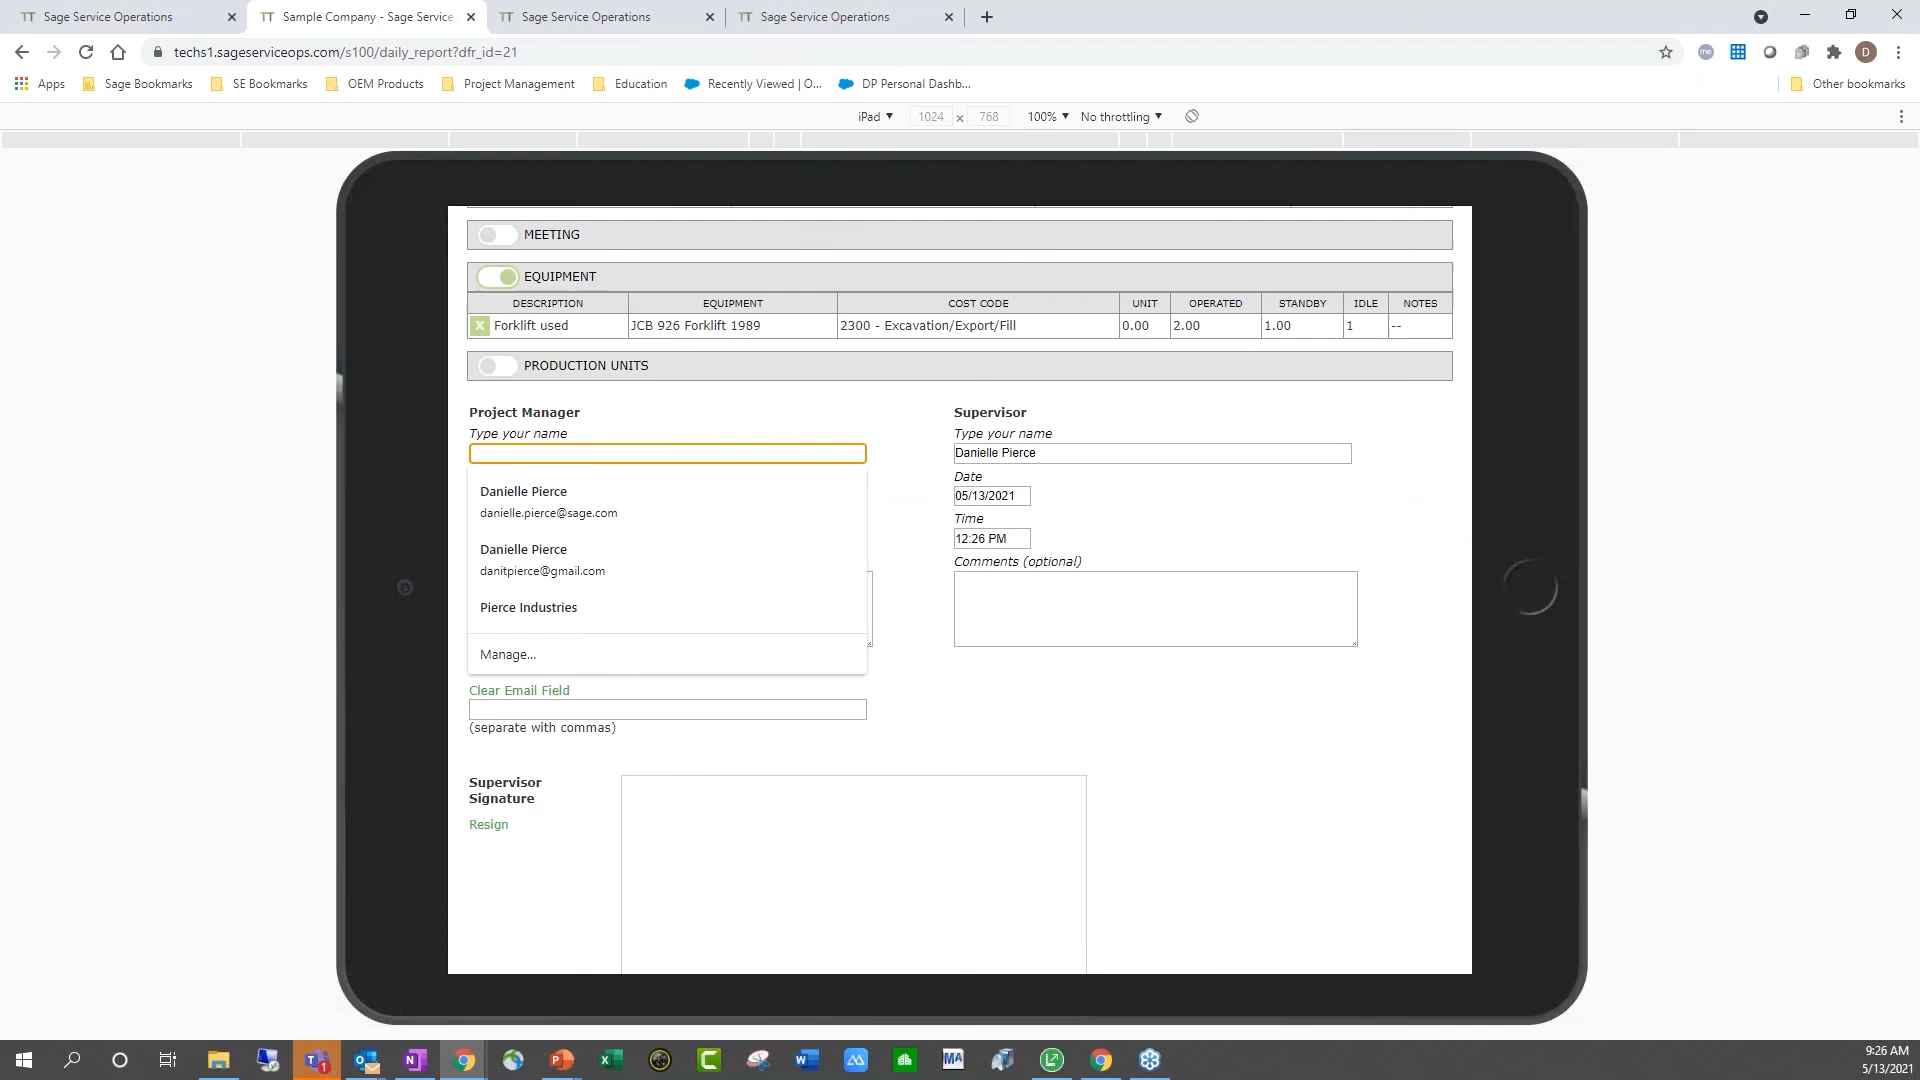 Sage Service Operations
Sample Company - Sage Service
Sage Service Operations
Sage Service Operations
techs1.sageserviceops.com/s100/daily_report?dfr_id=21
D
Apps
Sage Bookmarks
SE Bookmarks
OEM Products
Project Management
Education
Recently Viewed | O...
DP Personal Dashb...
Other bookmarks
iPad
1024
x
768
100%
No throttling
MEETING
EQUIPMENT
DESCRIPTION EQUIPMENT COST CODE UNIT OPERATED STANDBY IDLE NOTES
X Forklift used JCB 926 Forklift 1989 2300 - Excavation/Export/Fill 0.00 2.00 1.00 1 --
PRODUCTION UNITS
Project Manager
Type your name
Danielle Pierce
danielle.pierce@sage.com
Danielle Pierce
danitpierce@gmail.com
Pierce Industries
Manage...
Clear Email Field
(separate with commas)
Supervisor
Type your name
Danielle Pierce
Date
05/13/2021
Time
12:26 PM
Comments (optional)
Supervisor
Signature
Resign
9:26 AM
5/13/2021